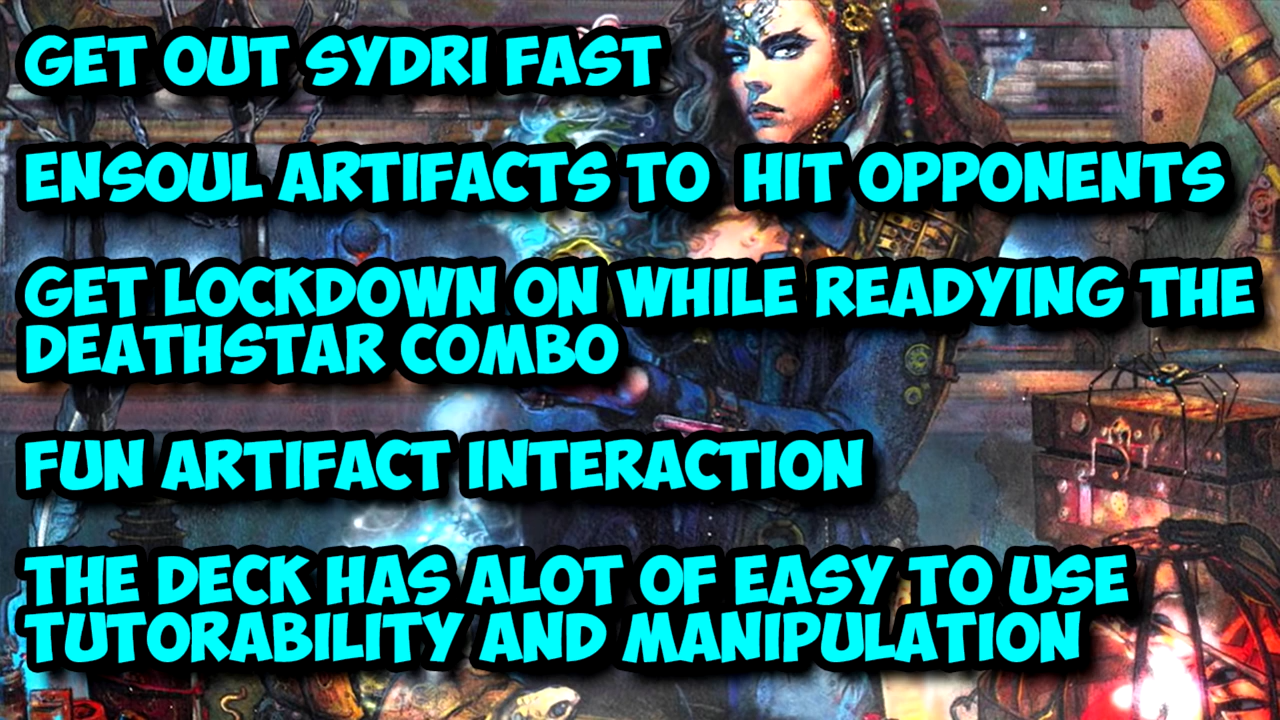 GET OUT SYDRI FAST
ENSOUL ARTIFACTS TO HIT OPPONENTS
GET LOCKDOWN ON WHILE READYING THE
DEATHSTAR COMBO
FUN ARTIFACT INTERACTION
THE DECK HAS ALOT OF EASY TO USE
TUTORABILITY AND MANIPULATION